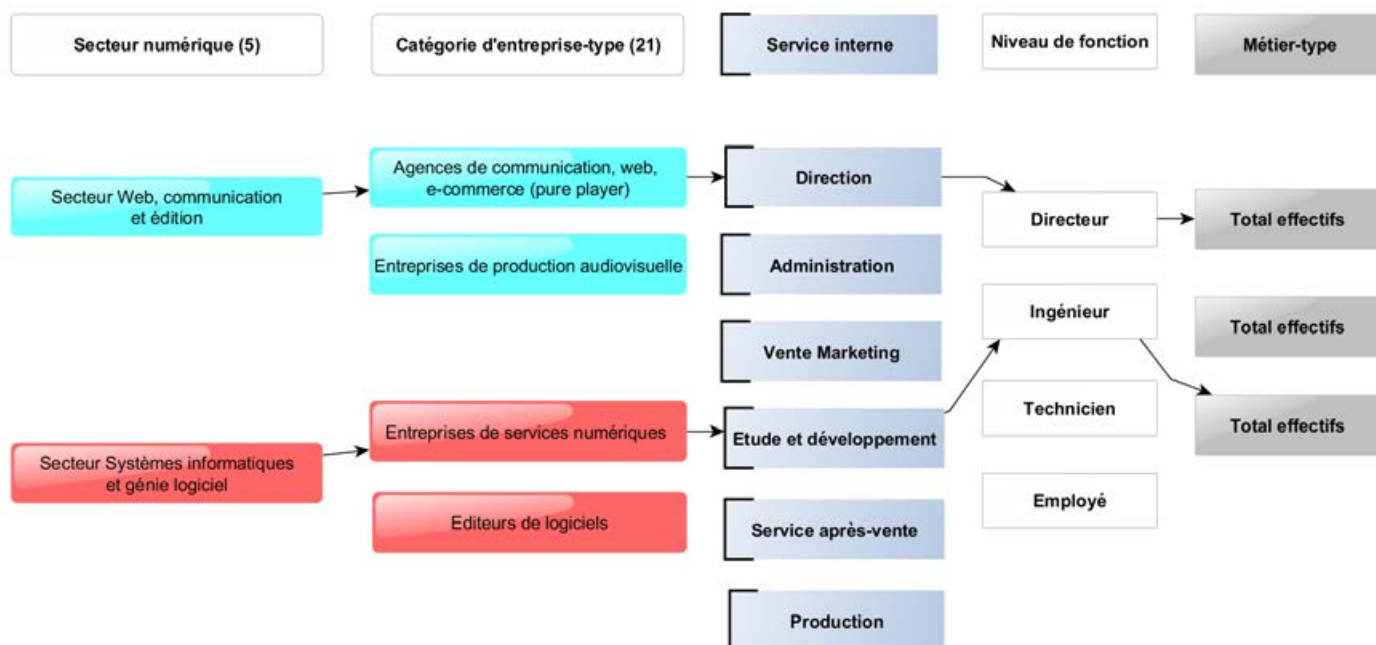 Secteur numérique (5)
Catégorie d'entreprise-type (21)
Service interne
Niveau de fonction
Métier-type
Secteur Web, communication
et édition
Agences de communication, web,
e-commerce (pure player)
Direction
Directeur
Total effectifs
Entreprises de production audiovisuelle
Administration
Ingénieur
Total effectifs
Vente Marketing
Technicien
Secteur Systèmes informatiques
et génie logiciel
Entreprises de services numériques
Etude et développement
Total effectifs
Employé
Editeurs de logiciels
Service après-vente
Production